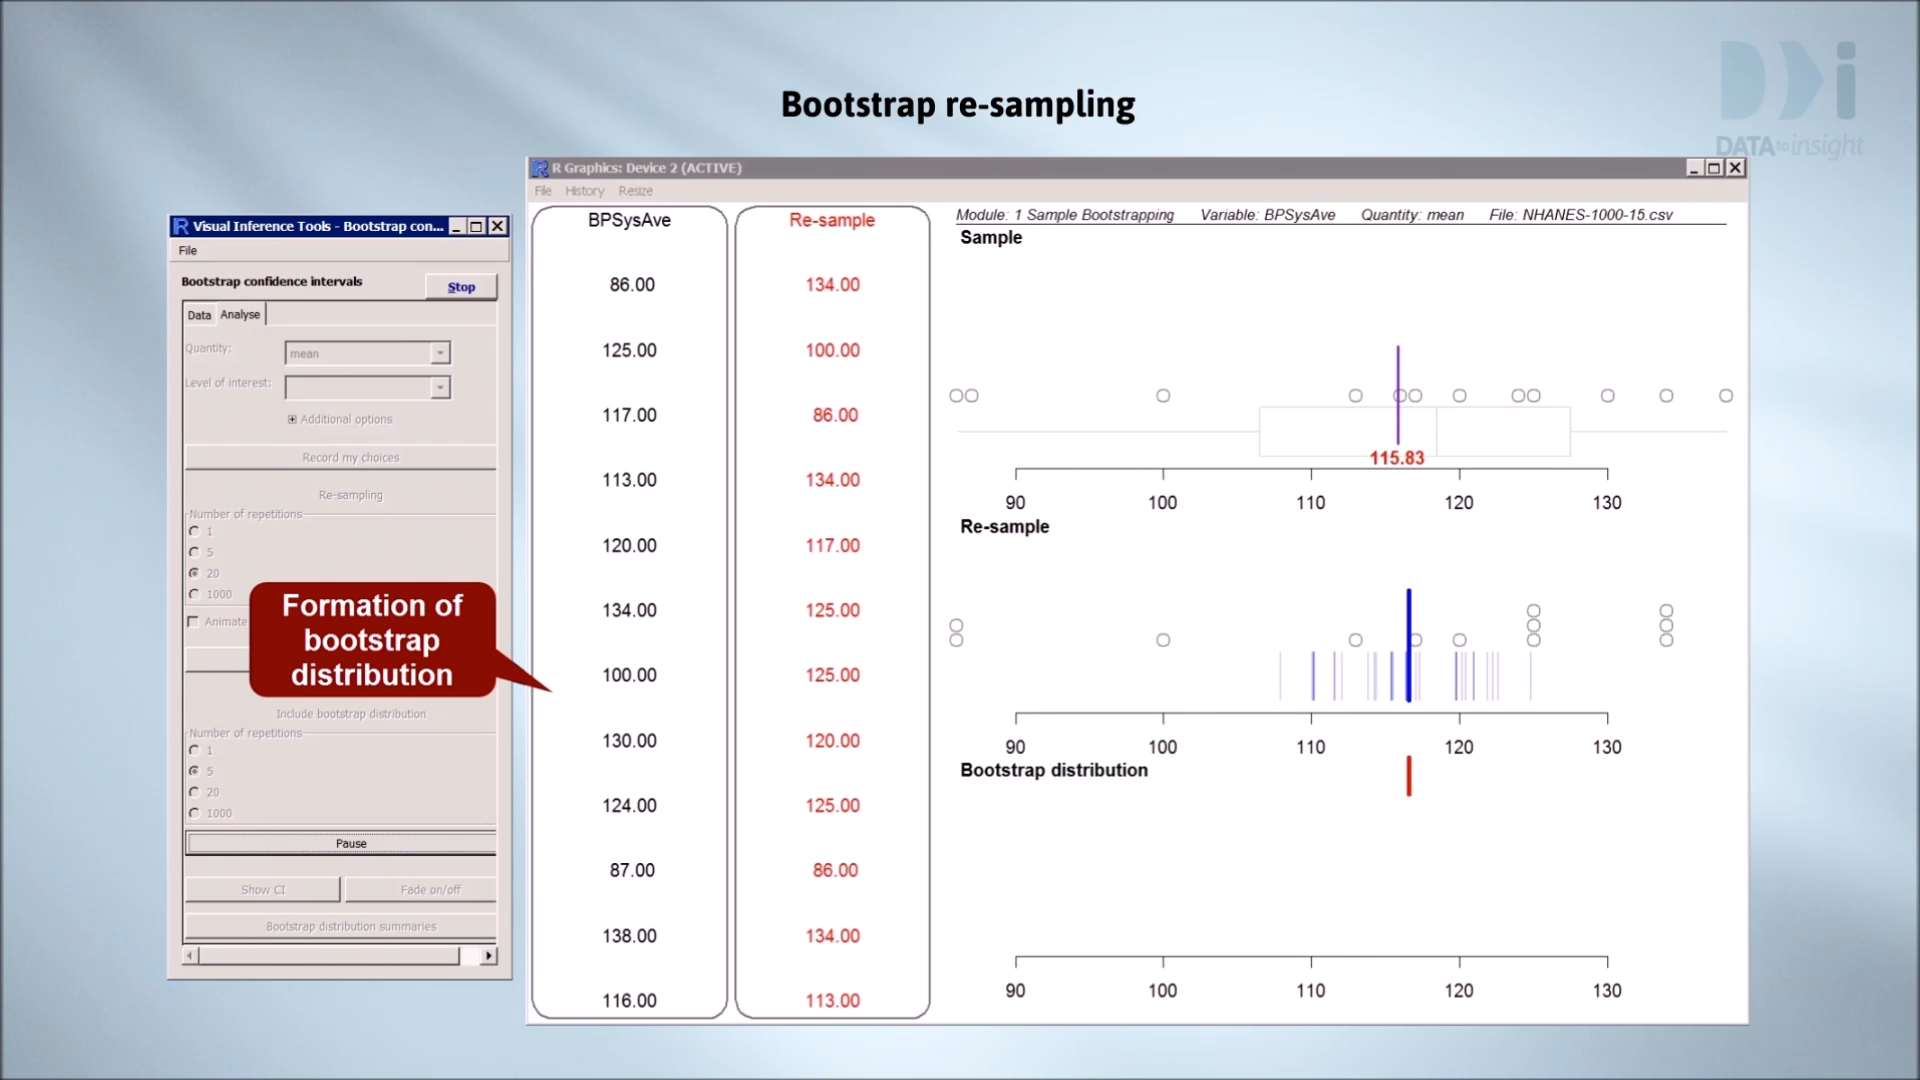 Bootstrap re-sampling
DATA to insight
R Graphics: Device 2 (ACTIVE)
File History Resize
Visual Inference Tools - Bootstrap con...
File
Bootstrap confidence intervals
Stop
Data Analyse
Quantity: mean
Level of interest:
Additional options
Record my choices
Re-sampling
Number of repetitions
1
5
20
1000
Animate
Formation of
bootstrap
distribution
Include bootstrap distribution
Number of repetitions
1
5
20
1000
Pause
Show CI Fade on/off
Bootstrap distribution summaries
BPSysAve Re-sample
86.00 134.00
125.00 100.00
117.00 86.00
113.00 134.00
120.00 117.00
134.00 125.00
100.00 125.00
130.00 120.00
124.00 125.00
87.00 86.00
138.00 134.00
116.00 113.00
Module: 1 Sample Bootstrapping Variable: BPSysAve Quantity: mean File: NHANES-1000-15.csv
Sample
115.83
90 100 110 120 130
Re-sample
90 100 110 120 130
Bootstrap distribution
90 100 110 120 130